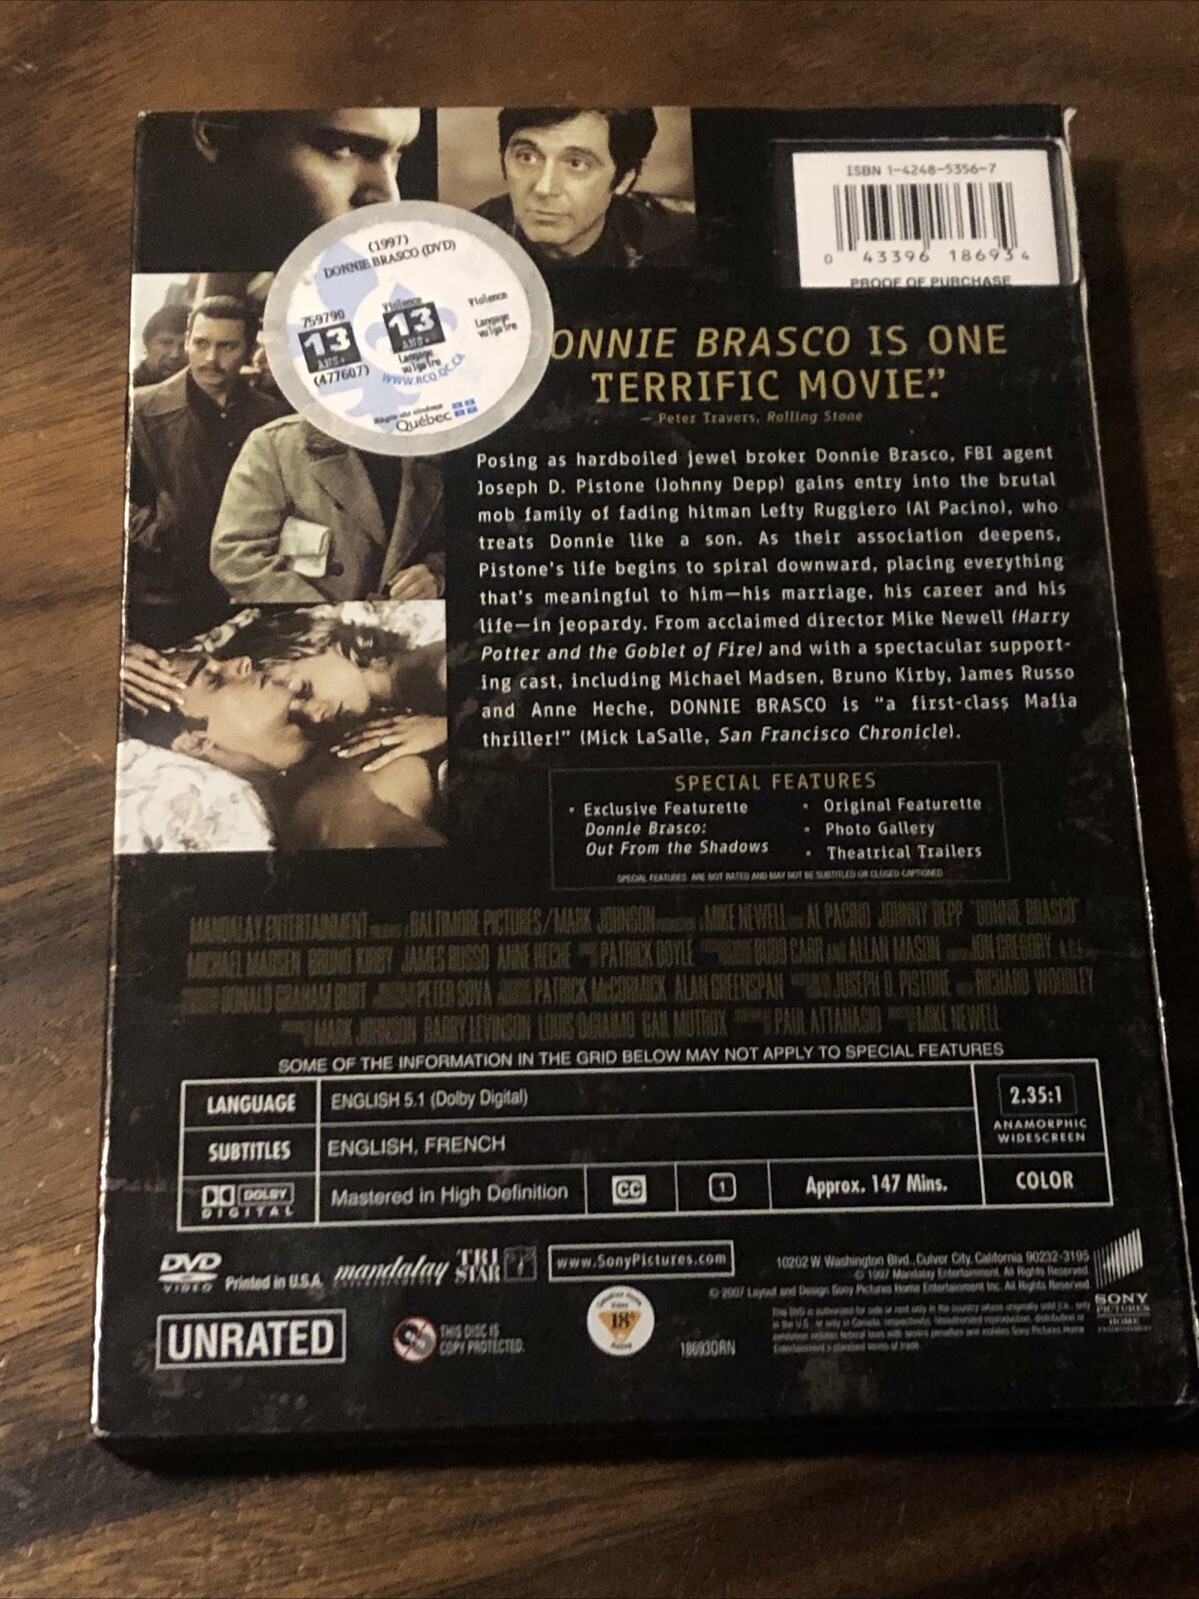 ISBN 1-4248-5356-7
0 43396 18693 4
PROOF OF PURCHASE
(1997)
DONNIE BRASCO (DVD)
759790
13
ANS+
(477607)
Violence
13
ANS+
Langage
vulgaire
Violence
Langage
vulgaire
WWW.RCQ.QC.CA
Régie du cinéma
Québec
DONNIE BRASCO IS ONE
TERRIFIC MOVIE."
— Peter Travers, Rolling Stone
Posing as hardboiled jewel broker Donnie Brasco, FBI agent
Joseph D. Pistone (Johnny Depp) gains entry into the brutal
mob family of fading hitman Lefty Ruggiero (Al Pacino), who
treats Donnie like a son. As their association deepens,
Pistone's life begins to spiral downward, placing everything
that's meaningful to him—his marriage, his career and his
life—in jeopardy. From acclaimed director Mike Newell (Harry
Potter and the Goblet of Fire) and with a spectacular support-
ing cast, including Michael Madsen, Bruno Kirby, James Russo
and Anne Heche, DONNIE BRASCO is "a first-class Mafia
thriller!" (Mick LaSalle, San Francisco Chronicle).
SPECIAL FEATURES
• Exclusive Featurette
Donnie Brasco:
Out From the Shadows
• Original Featurette
• Photo Gallery
• Theatrical Trailers
SPECIAL FEATURES ARE NOT RATED AND MAY NOT BE SUBTITLED OR CLOSED CAPTIONED
MANDALAY ENTERTAINMENT BALTIMORE PICTURES/MARK JOHNSON MIKE NEWELL AL PACINO JOHNNY DEPP "DONNIE BRASCO"
MICHAEL MADSEN BRUNO KIRBY JAMES RUSSO ANNE HECHE PATRICK DOYLE BUDD CARR AND ALLAN MASON JON GREGORY A.C.E.
DONALD GRAHAM BURT PETER SOVA PATRICK McCORMICK ALAN GREENSPAN JOSEPH D. PISTONE RICHARD WOODLEY
MARK JOHNSON BARRY LEVINSON LOUIS DiGIAIMO GAIL MUTRUX PAUL ATTANASIO MIKE NEWELL
SOME OF THE INFORMATION IN THE GRID BELOW MAY NOT APPLY TO SPECIAL FEATURES
LANGUAGE ENGLISH 5.1 (Dolby Digital)
2.35:1
ANAMORPHIC
WIDESCREEN
SUBTITLES ENGLISH, FRENCH
DOLBY
DIGITAL
Mastered in High Definition CC 1 Approx. 147 Mins. COLOR
DVD
VIDEO
Printed in U.S.A.
mandalay
TRI
STAR
www.SonyPictures.com
10202 W. Washington Blvd., Culver City, California 90232-3195
© 1997 Mandalay Entertainment. All Rights Reserved.
© 2007 Layout and Design Sony Pictures Home Entertainment Inc. All Rights Reserved.
SONY
PICTURES
HOME
ENTERTAINMENT
UNRATED
THIS DISC IS
COPY PROTECTED.
18A
18693ORN